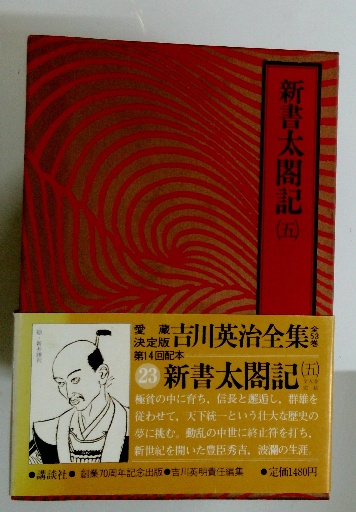 新書太閤記
(五)
愛蔵
決定版
吉川英治全集
全53巻
第14回配本
23 新書太閤記 (五)
極貧の中に育ち、信長と邂逅し、群雄を
従わせて、天下統一という壮大な歴史の
夢に挑む。動乱の中世に終止符を打ち、
新世紀を開いた豊臣秀吉、波瀾の生涯
●講談社● 創業70周年記念出版●吉川英明責任編集 ●定価1480円